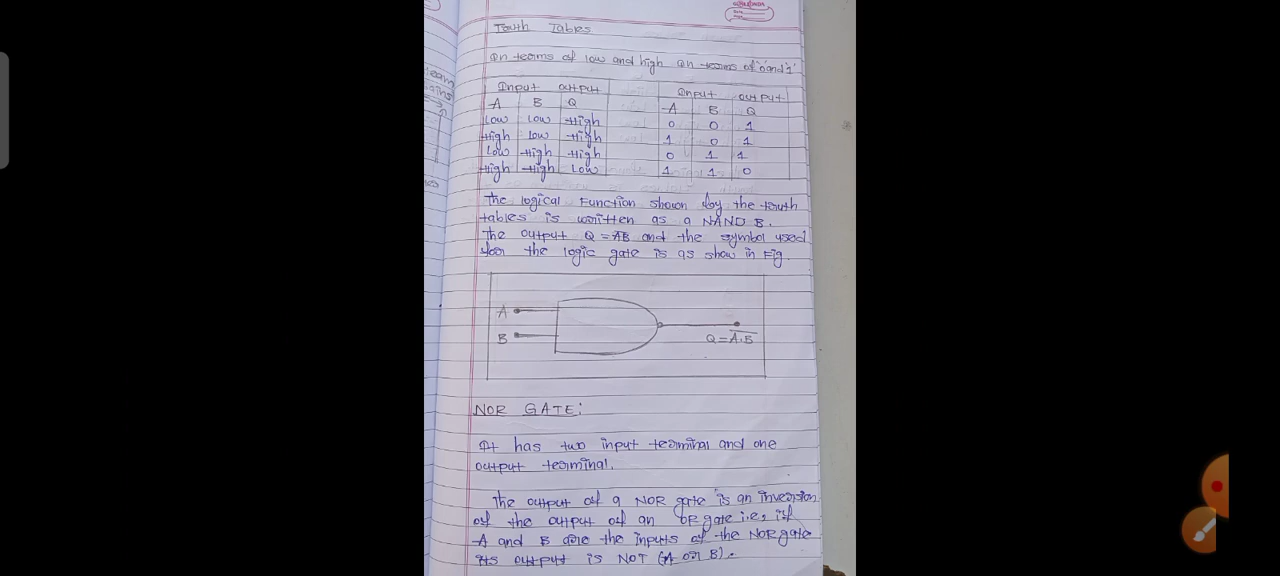 Truth Tables
In terms of low and high In terms of '0' and '1'
Input output Input output
A B Q A B Q
Low Low High 0 0 1
High Low High 1 0 1
Low High High 0 1 1
High High Low 1 1 0
The logical Function shown by the truth
tables is written as a NAND B.
The output Q = AB and the symbol used
for the logic gate is as show in Fig.
A
B
Q = A.B
NOR GATE:
It has two input terminal and one
output terminal.
The output of a NOR gate is an inversion
of the output of an OR gate i.e, if
A and B are the inputs of the NOR gate
its output is NOT (A or B).